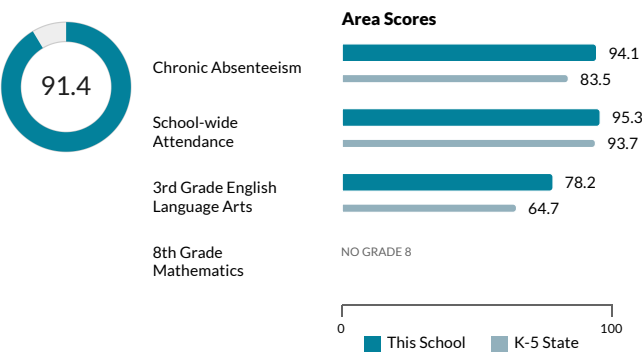 Area Scores
91.4
Chronic Absenteeism
94.1
83.5
School-wide
Attendance
95.3
93.7
3rd Grade English
Language Arts
78.2
64.7
8th Grade
Mathematics
NO GRADE 8
0
100
This School
K-5 State